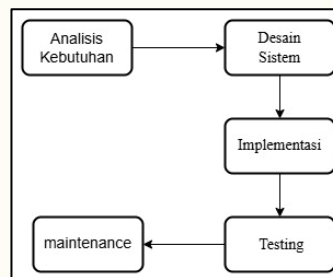 Analisis
Kebutuhan
Desain
Sistem
Implementasi
Testing
maintenance